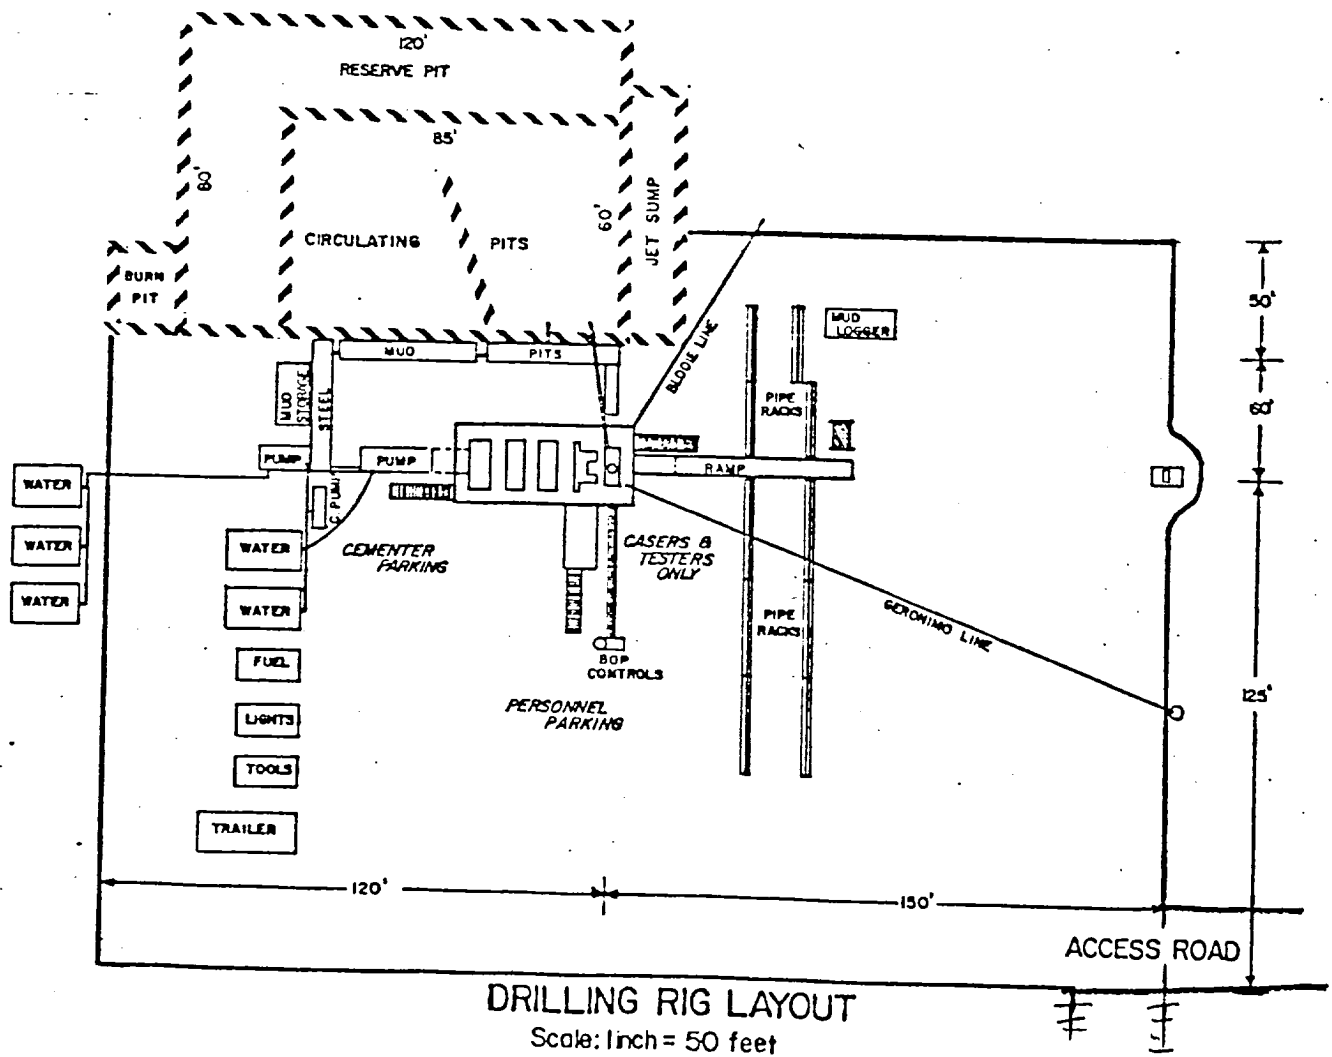 120'
RESERVE PIT
85'
80'
60'
JET SUMP
CIRCULATING PITS
BURN
PIT
50'
MUD
LOGGER
BLOOIE LINE
MUD PITS
MUD
STORAGE
STEEL
PIPE
RACKS
60'
PUMP
PUMP
RAMP
WATER
C. PUMP
WATER
CEMENTER
PARKING
CASERS &
TESTERS
ONLY
WATER
WATER
WATER
GERONIMO LINE
PIPE
RACKS
FUEL
BOP
CONTROLS
125'
LIGHTS
PERSONNEL
PARKING
TOOLS
TRAILER
120'
150'
ACCESS ROAD
DRILLING RIG LAYOUT
Scale: 1 inch = 50 feet